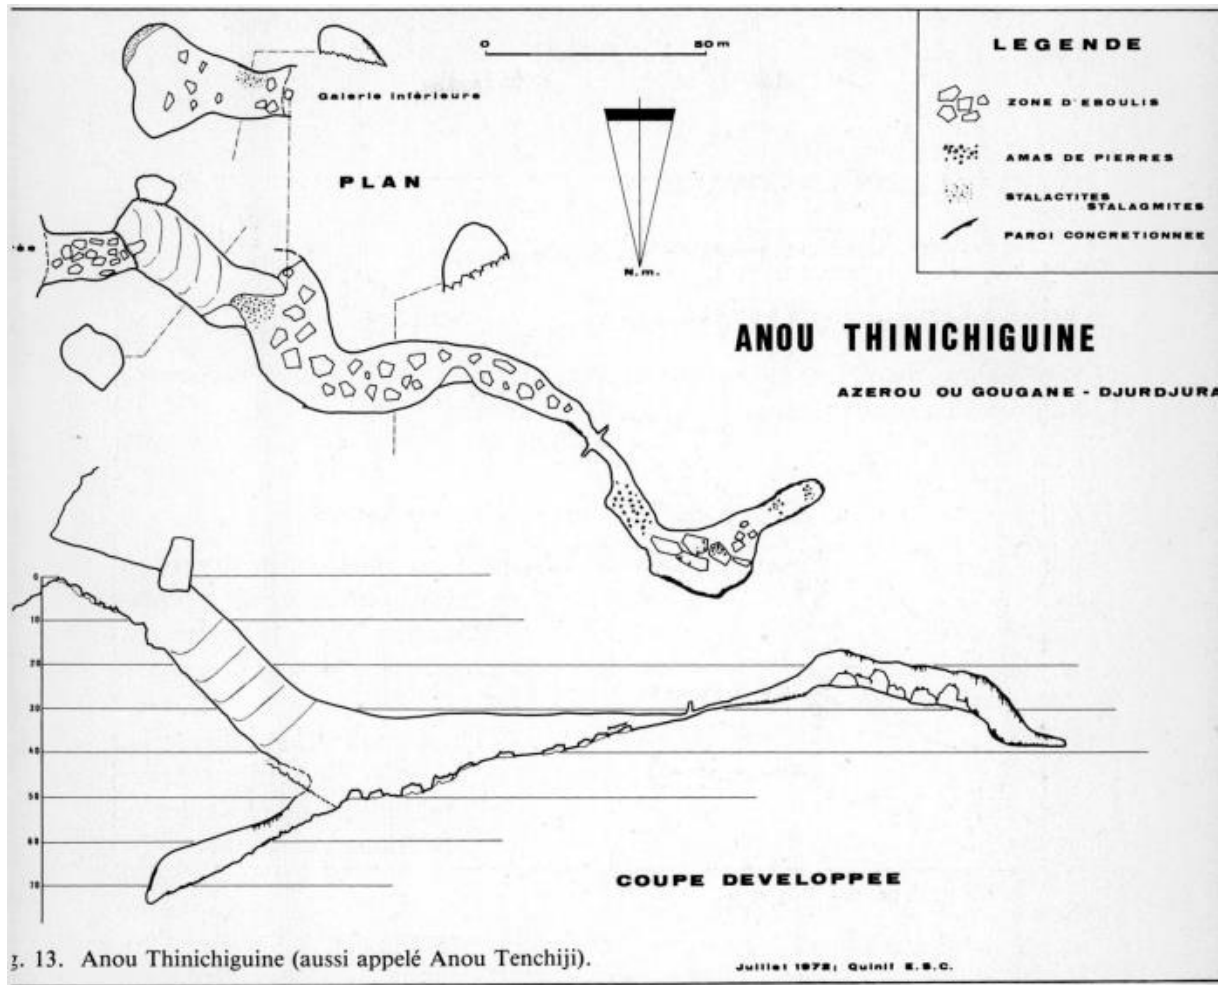 0 50m
LEGENDE
Galerie inférieure
ZONE D'EBOULIS
AMAS DE PIERRES
STALACTITES
STALAGMITES
PAROI CONCRETIONNEE
PLAN
rée
N.m.
ANOU THINICHIGUINE
AZEROU OU GOUGANE - DJURDJURA
0
10
20
30
40
50
60
70
COUPE DEVELOPPEE
g. 13. Anou Thinichiguine (aussi appelé Anou Tenchiji).
Juillet 1972; Quinif E.S.C.